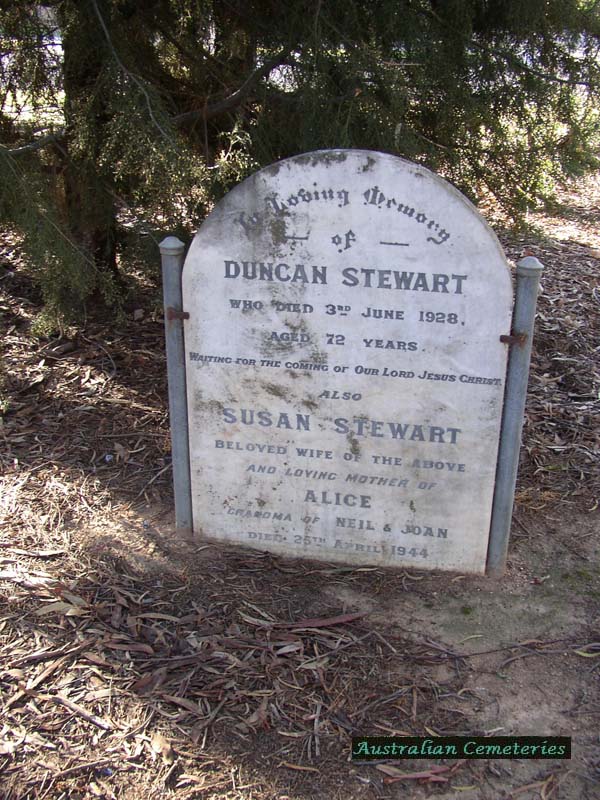 In Loving Memory
of
DUNCAN STEWART
WHO DIED 3RD JUNE 1928,
AGED 72 YEARS.
WAITING FOR THE COMING OF OUR LORD JESUS CHRIST.
ALSO
SUSAN STEWART
BELOVED WIFE OF THE ABOVE
AND LOVING MOTHER OF
ALICE
GRANDMA OF NEIL & JOAN
DIED 25TH APRIL 1944
Australian Cemeteries